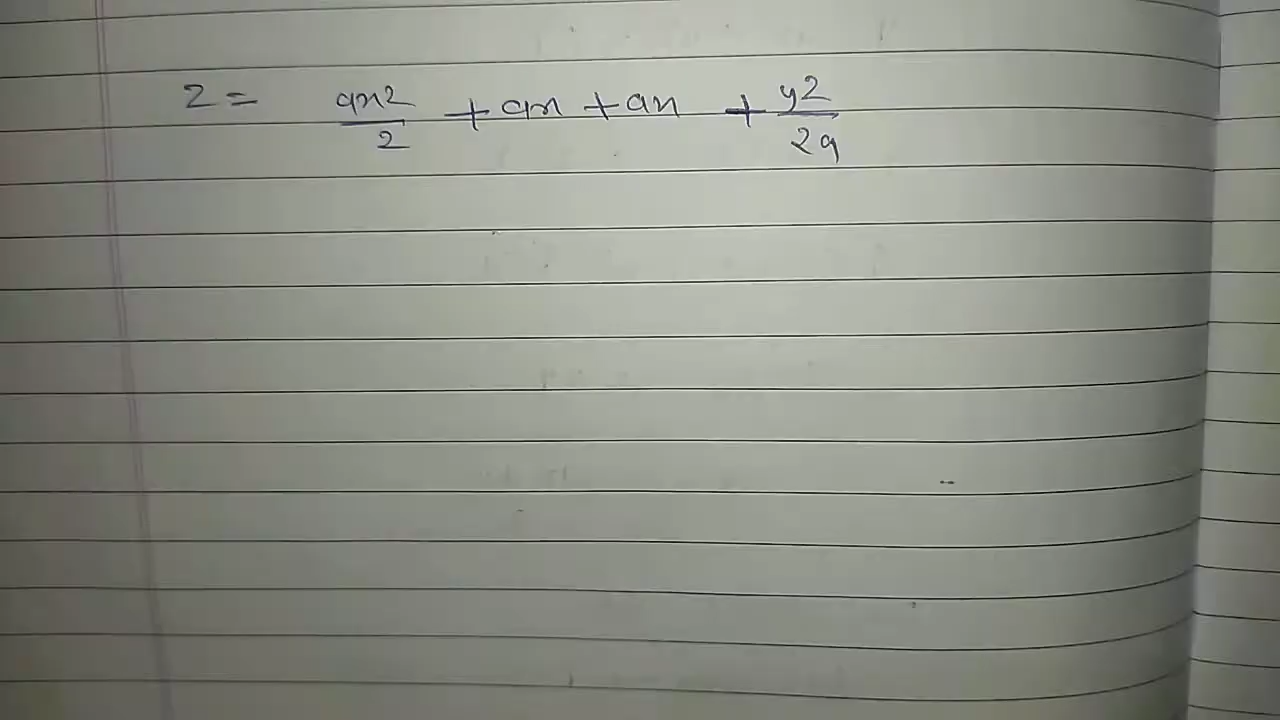 z = ax2/2 + ax + ax + y2/2a